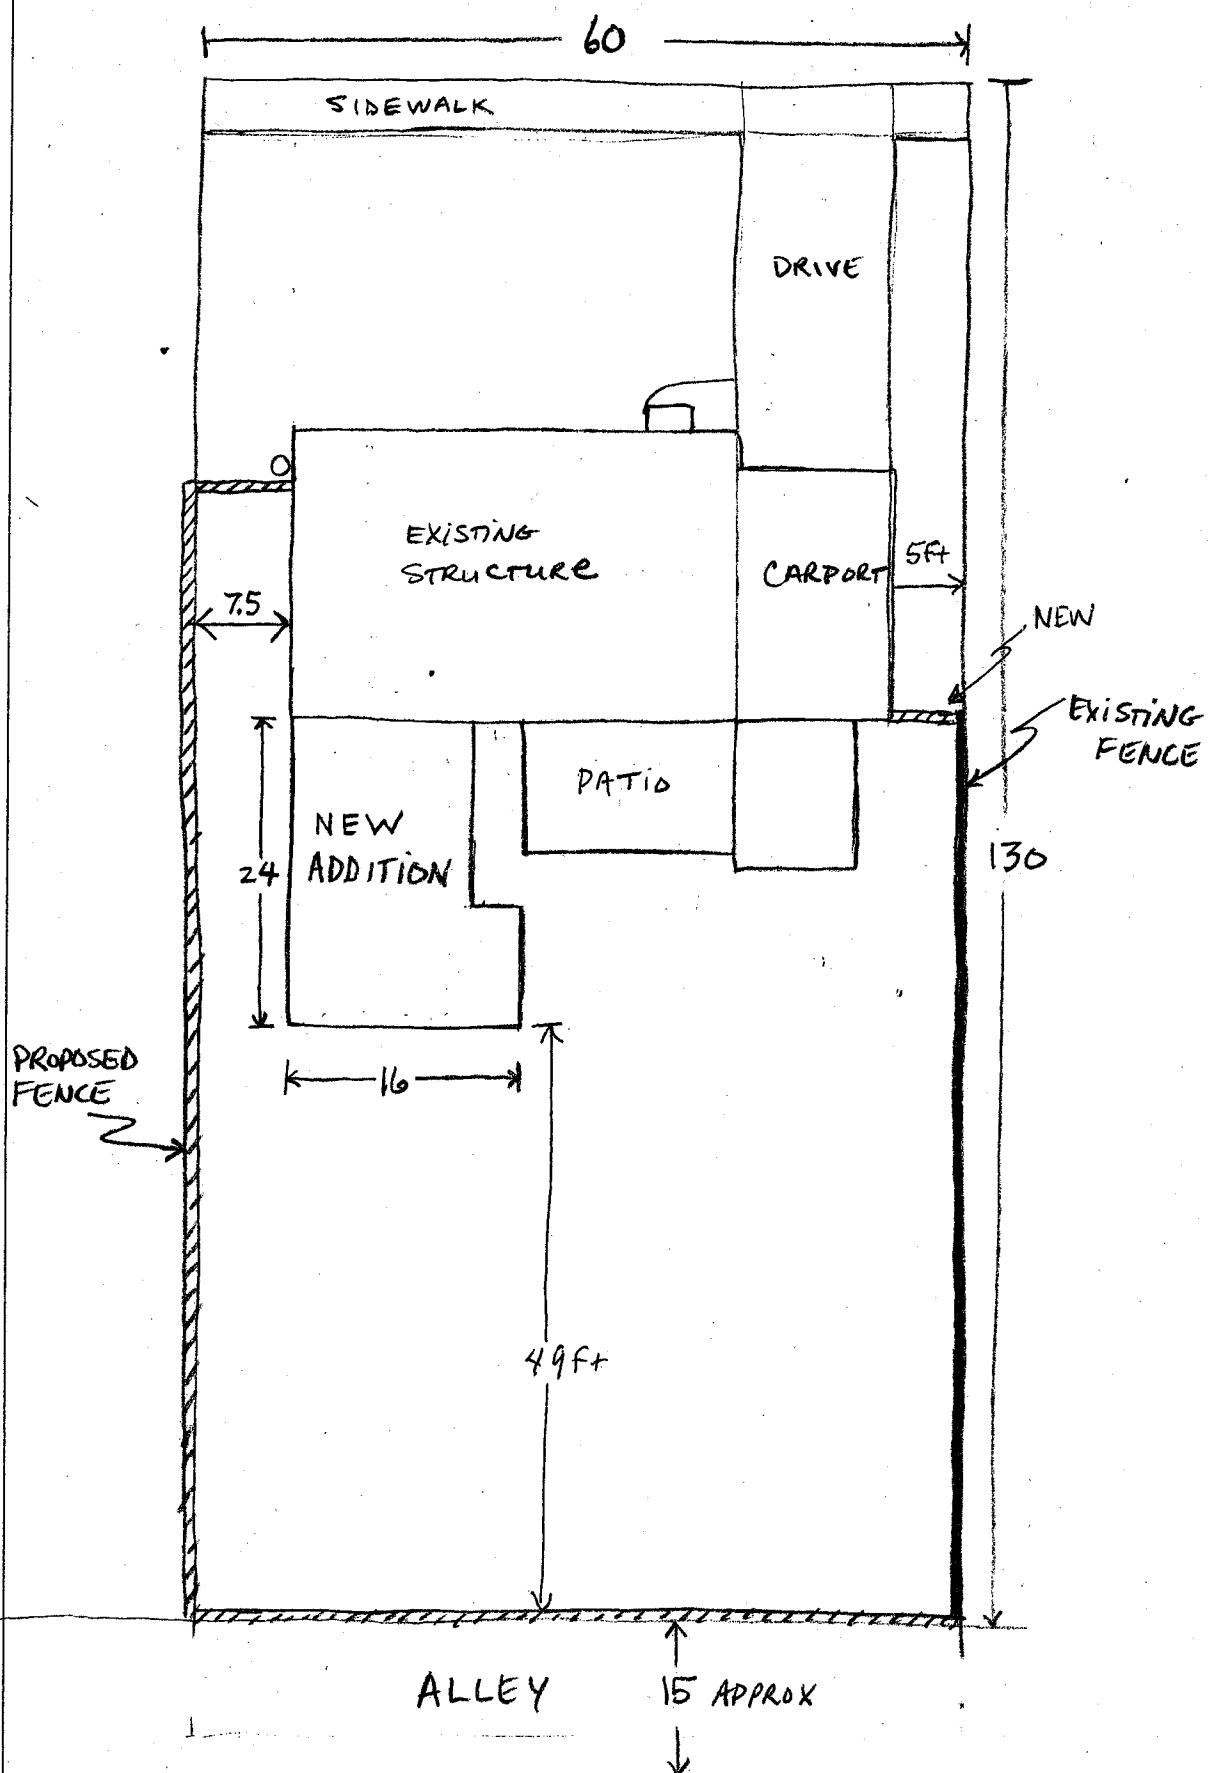 60
SIDEWALK
DRIVE
EXISTING
STRUCTURE
CARPORT
5ft
7.5
NEW
EXISTING
FENCE
PATIO
NEW
ADDITION
24
130
16
PROPOSED
FENCE
49ft
ALLEY
15 APPROX